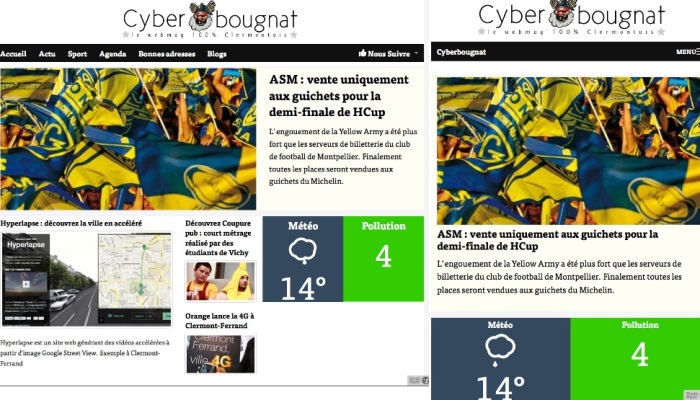 Cyber bougnat
le webmag 100% Clermontois
Accueil Actu Sport Agenda Bonnes adresses Blogs Nous Suivre
ASM : vente uniquement
aux guichets pour la
demi-finale de HCup
L'engouement de la Yellow Army a été plus
fort que les serveurs de billetterie du club
de football de Montpellier. Finalement
toutes les places seront vendues aux
guichets du Michelin.
Hyperlapse : découvrez la ville en accéléré
Hyperlapse
Hyperlapse est un site web générant des vidéos accélérées à
partir d'image Google Street View. Exemple à Clermont-
Ferrand
Découvrez Coupure
pub : court métrage
réalisé par des
étudiants de Vichy
Orange lance la 4G à
Clermont-Ferrand
Clermont
Ferrand,
ville 4G
Météo
14°
Pollution
4
Cyber bougnat
le webmag 100% Clermontois
Cyberbougnat MENU
ASM : vente uniquement aux guichets pour la
demi-finale de HCup
L'engouement de la Yellow Army a été plus fort que les serveurs de
billetterie du club de football de Montpellier. Finalement toutes les
places seront vendues aux guichets du Michelin.
Météo
14°
Pollution
4